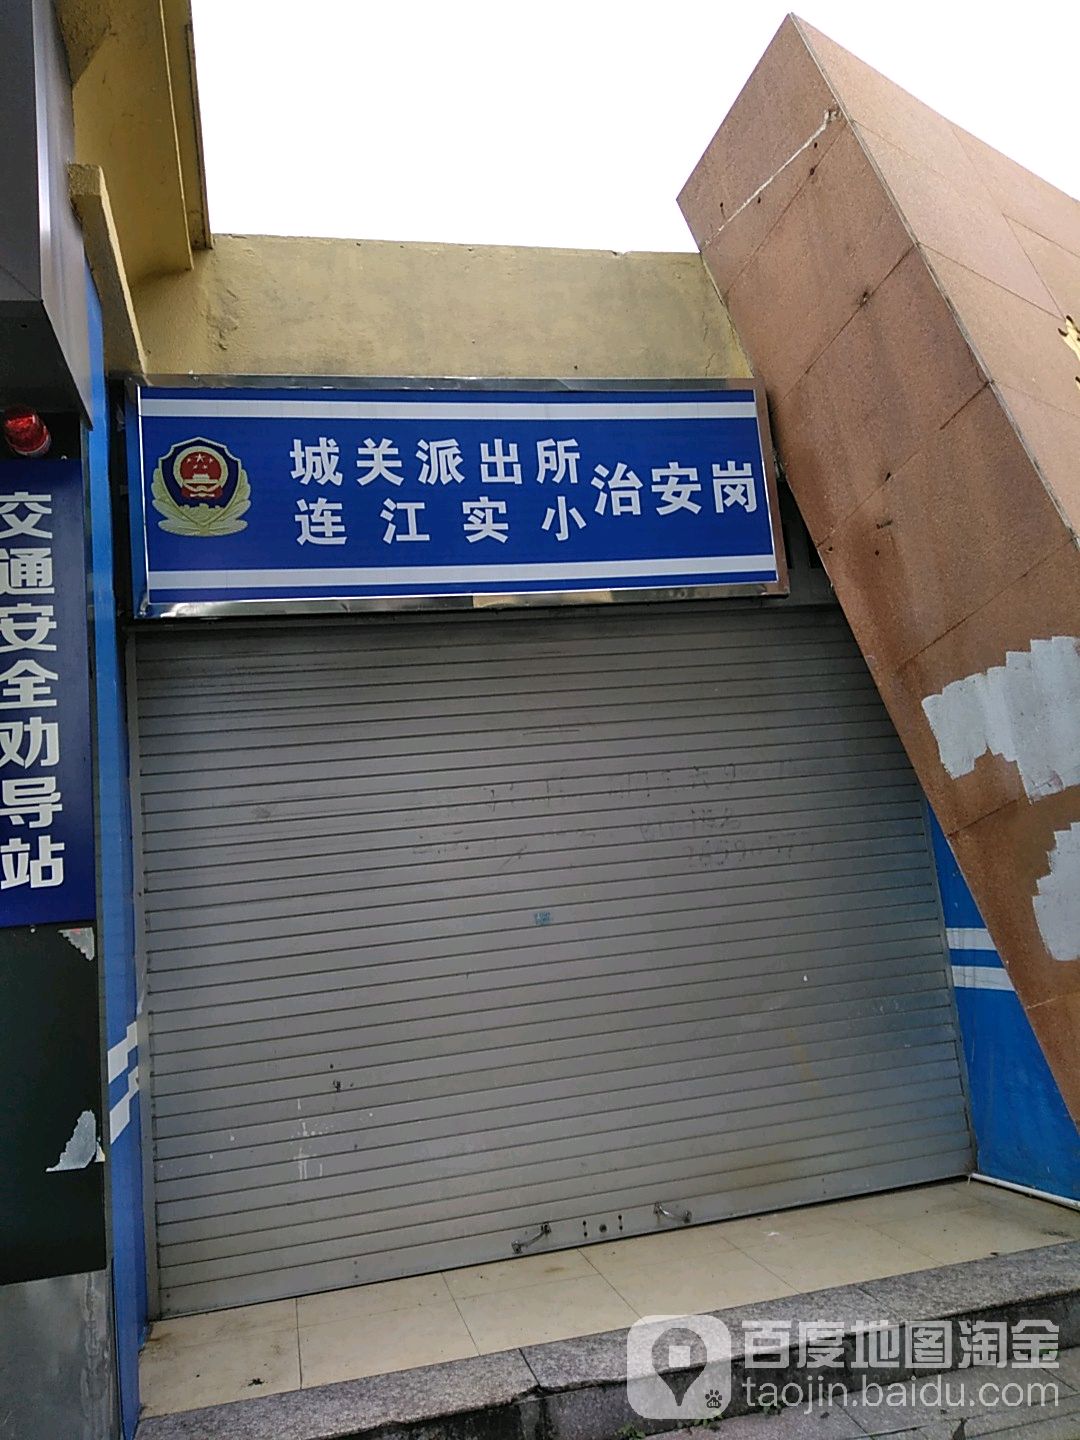 城关派出所
连江实小
治安岗
交通安全劝导站
百度地图淘金
taojin.baidu.com